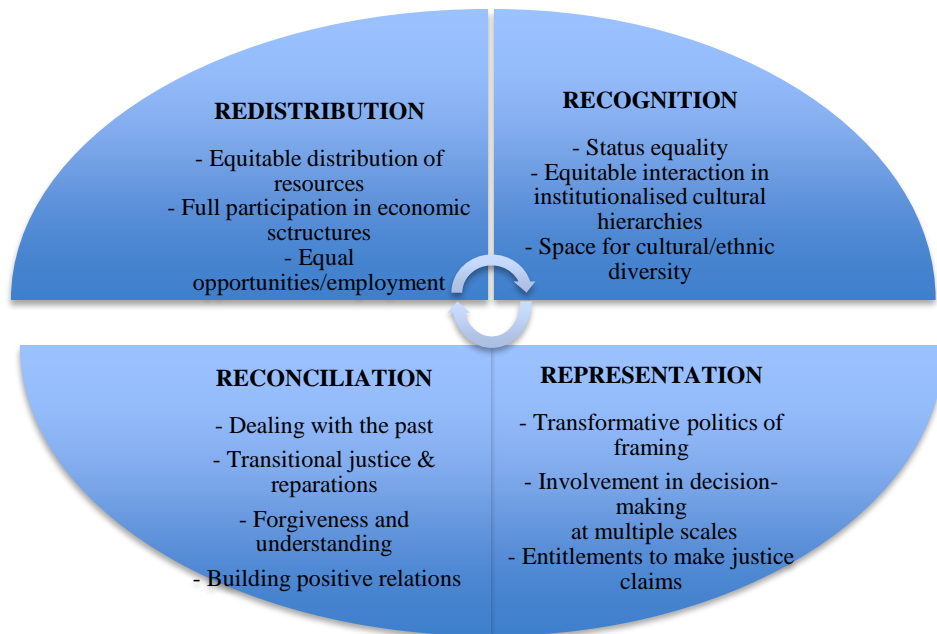 REDISTRIBUTION
- Equitable distribution of
resources
- Full participation in economic
sctructures
- Equal
opportunities/employment
RECOGNITION
- Status equality
- Equitable interaction in
institutionalised cultural
hierarchies
- Space for cultural/ethnic
diversity
RECONCILIATION
- Dealing with the past
- Transitional justice &
reparations
- Forgiveness and
understanding
- Building positive relations
REPRESENTATION
- Transformative politics of
framing
- Involvement in decision-
making
at multiple scales
- Entitlements to make justice
claims